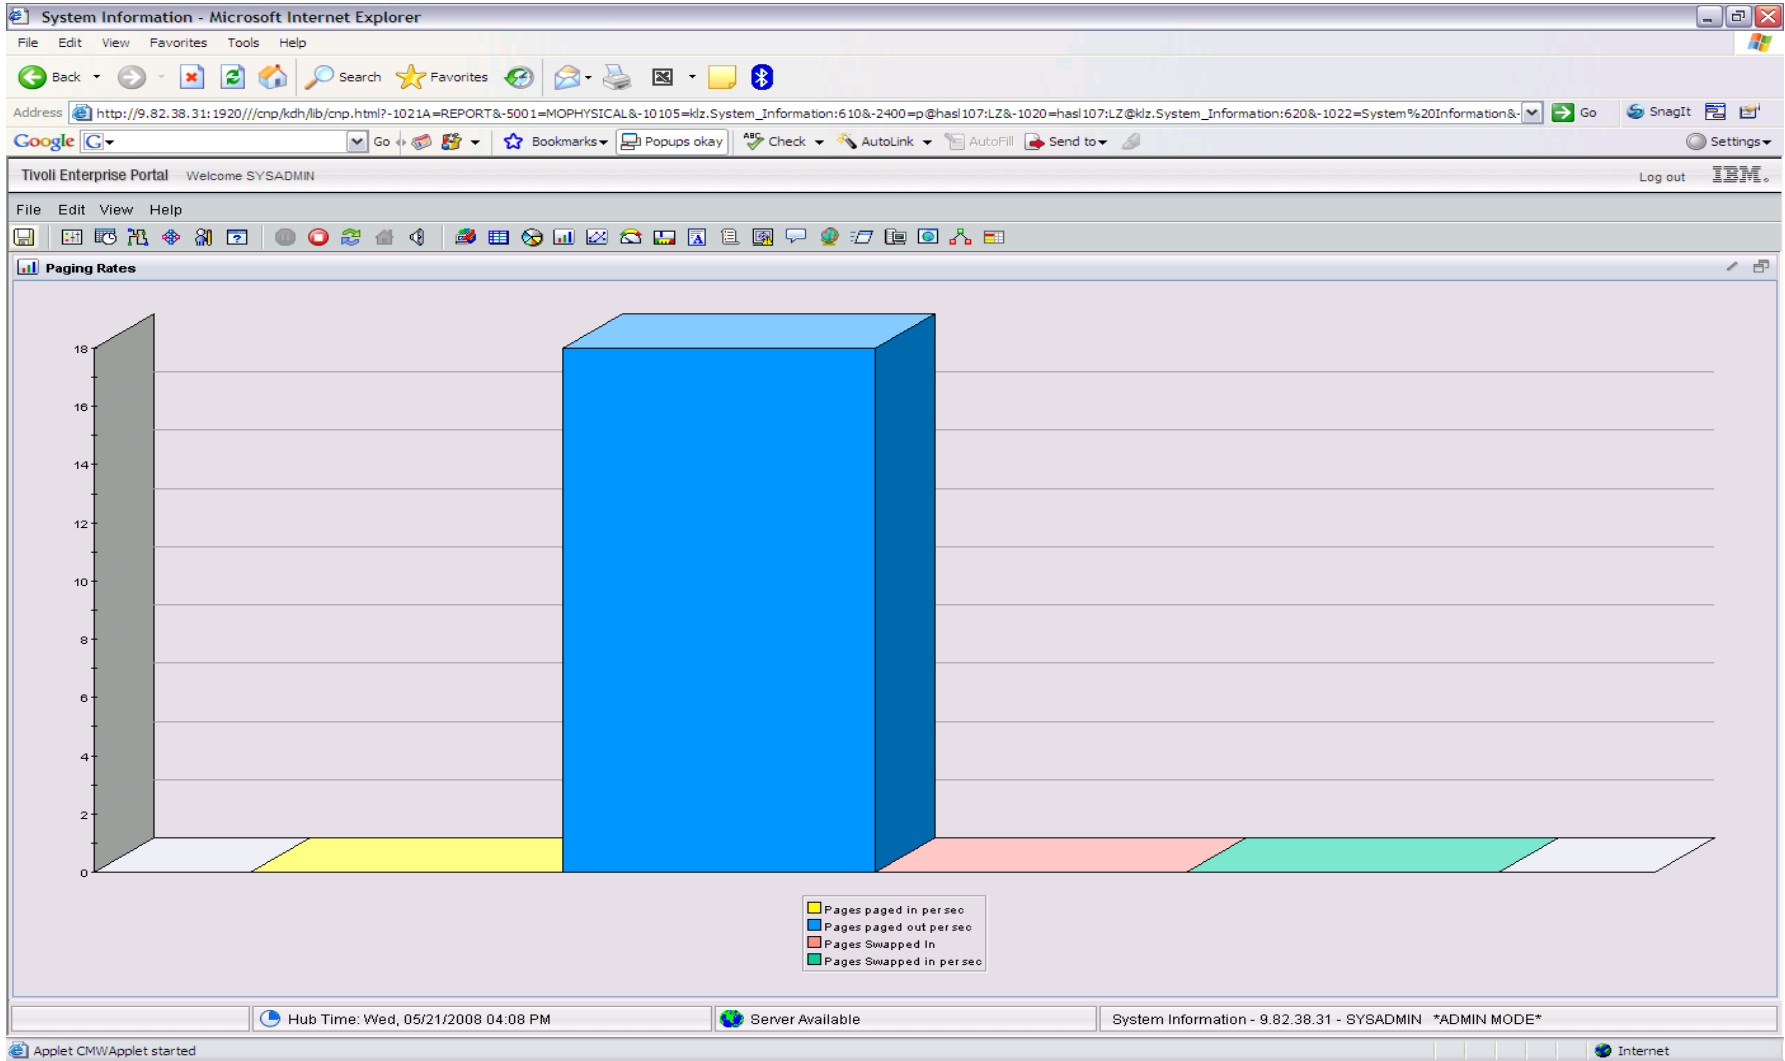 System Information - Microsoft Internet Explorer
File Edit View Favorites Tools Help
Back Search Favorites
Address http://9.82.38.31:1920///cnp/kdh/lib/cnp.html?-1021A=REPORT&-5001=MOPHYSICAL&-10105=klz.System_Information:610&-2400=p@hasl107:LZ&-1020=hasl107:LZ@klz.System_Information:620&-1022=System%20Information&- Go SnagIt
Google G Go Bookmarks Popups okay ABC Check AutoLink AutoFill Send to Settings
Tivoli Enterprise Portal Welcome SYSADMIN Log out IBM.
File Edit View Help
Paging Rates
18
16
14
12
10
8
6
4
2
0
Pages paged in per sec
Pages paged out per sec
Pages Swapped In
Pages Swapped in per sec
Hub Time: Wed, 05/21/2008 04:08 PM Server Available System Information - 9.82.38.31 - SYSADMIN *ADMIN MODE*
Applet CMWApplet started Internet